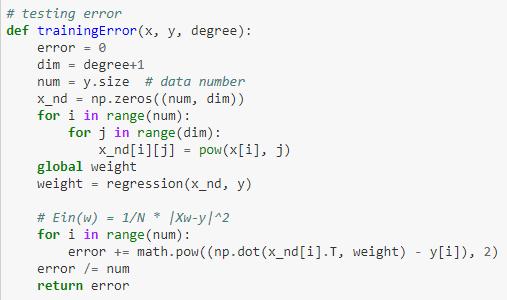 # testing error
def trainingError(x, y, degree):
    error = 0
    dim = degree+1
    num = y.size  # data number
    x_nd = np.zeros((num, dim))
    for i in range(num):
        for j in range(dim):
            x_nd[i][j] = pow(x[i], j)
    global weight
    weight = regression(x_nd, y)

    # Ein(w) = 1/N * |Xw-y|^2
    for i in range(num):
        error += math.pow((np.dot(x_nd[i].T, weight) - y[i]), 2)
    error /= num
    return error